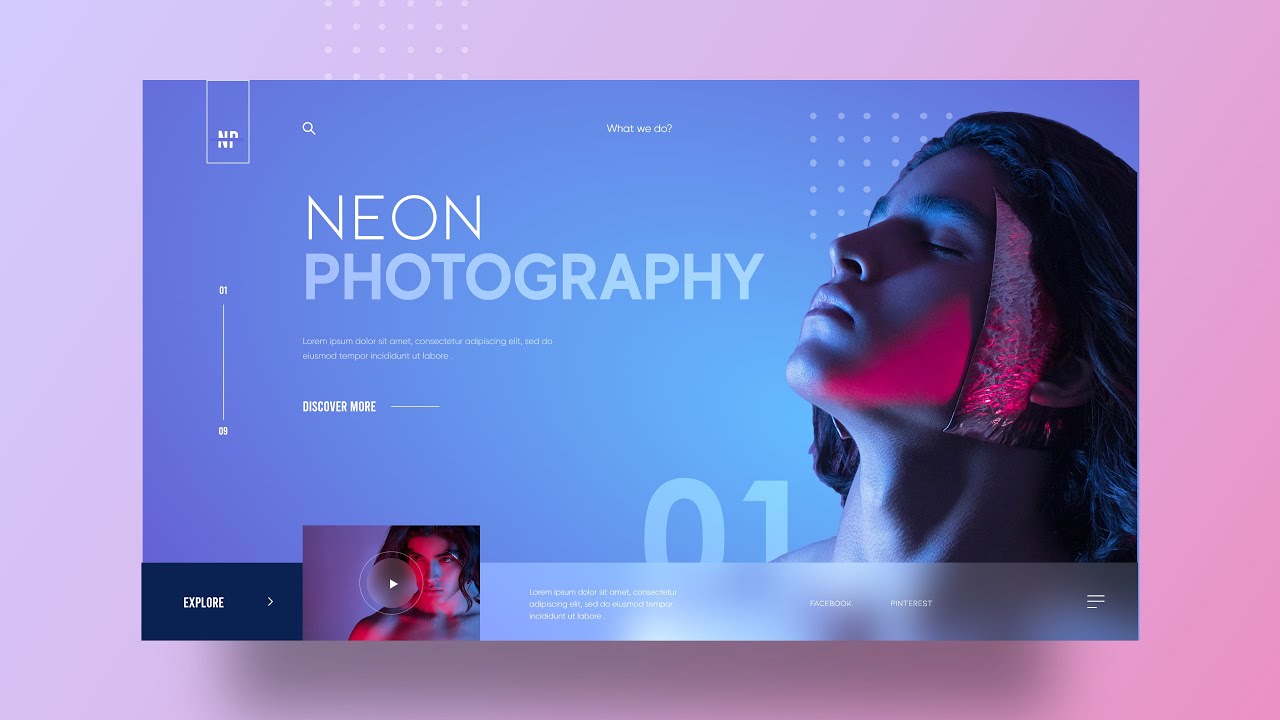 NP
What we do?
NEON
PHOTOGRAPHY
01
Lorem ipsum dolor sit amet, consectetur adipiscing elit, sed do
eiusmod tempor incididunt ut labore .
DISCOVER MORE
09
01
EXPLORE
Lorem ipsum dolor sit amet, consectetur
adipiscing elit, sed do eiusmod tempor
incididunt ut labore .
FACEBOOK
PINTEREST